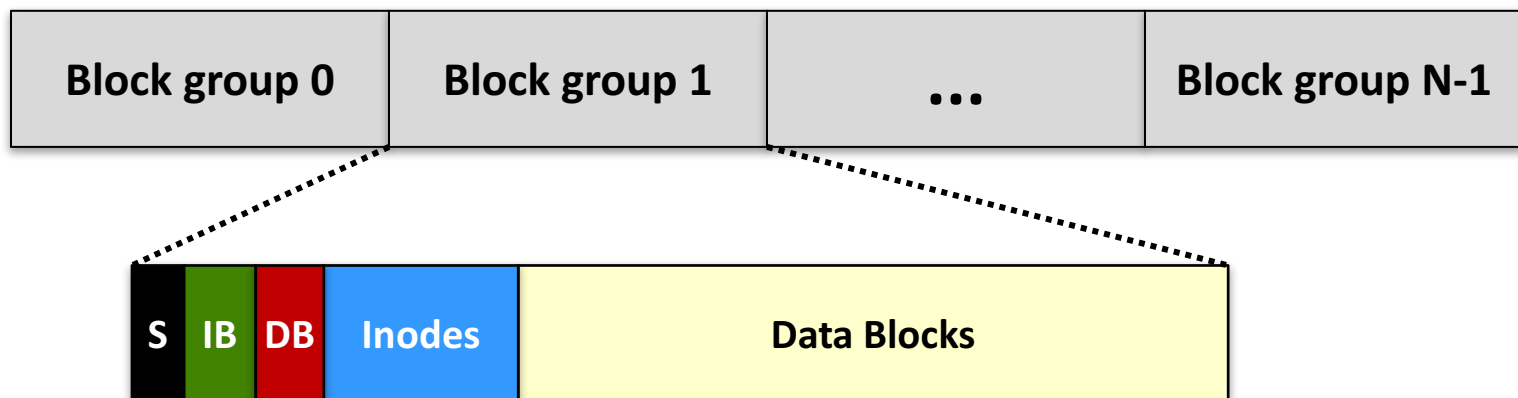 Block group 0 Block group 1 ... Block group N-1
S IB DB Inodes Data Blocks